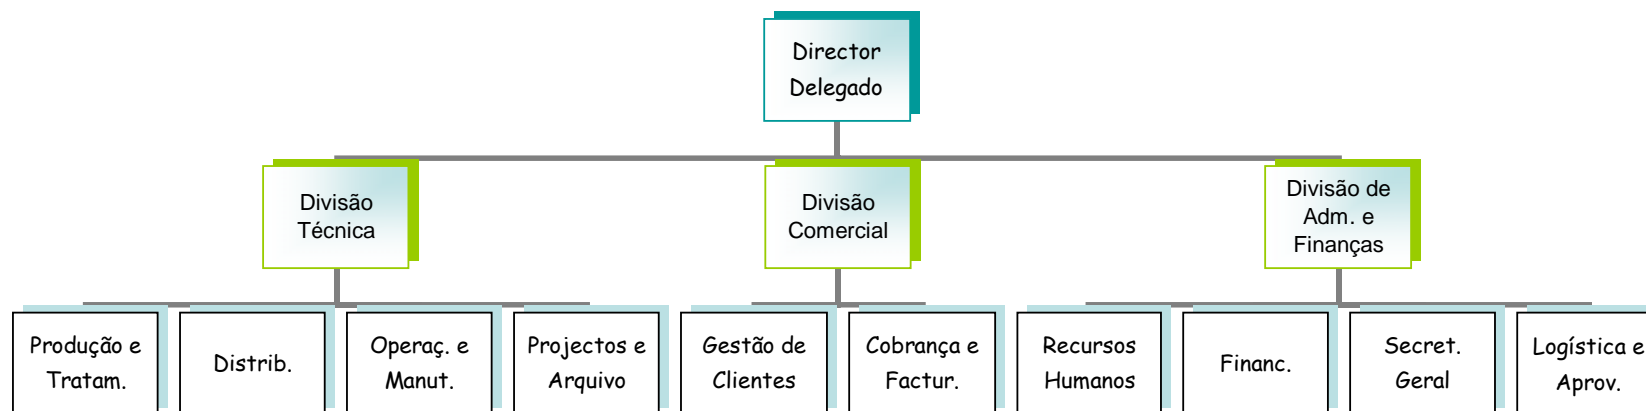 Director
Delegado
Divisão
Técnica
Divisão
Comercial
Divisão de
Adm. e
Finanças
Produção e
Tratam.
Distrib.
Operaç. e
Manut.
Projectos e
Arquivo
Gestão de
Clientes
Cobrança e
Factur.
Recursos
Humanos
Financ.
Secret.
Geral
Logística e
Aprov.